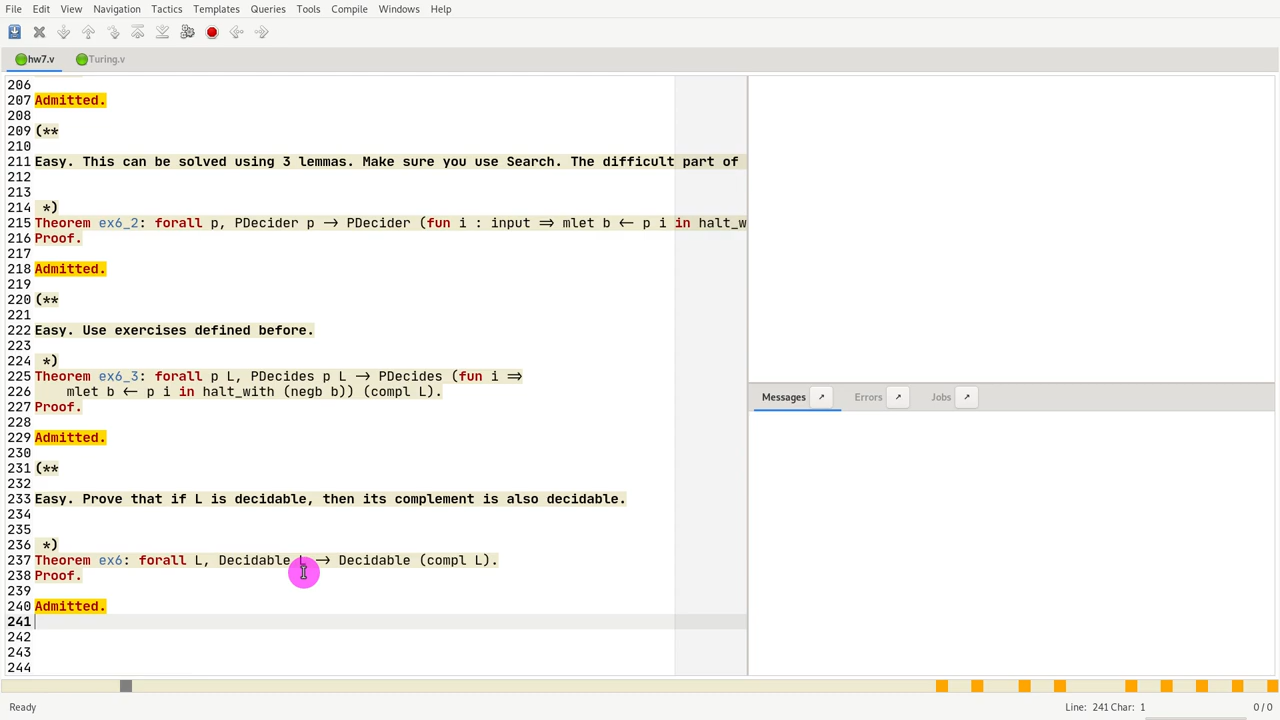 File Edit View Navigation Tactics Templates Queries Tools Compile Windows Help
hw7.v Turing.v
206
207 Admitted.
208
209 (**
210
211 Easy. This can be solved using 3 lemmas. Make sure you use Search. The difficult part of
212
213
214 *)
215 Theorem ex6_2: forall p, PDecider p → PDecider (fun i : input ⇒ mlet b ← p i in halt_w
216 Proof.
217
218 Admitted.
219
220 (**
221
222 Easy. Use exercises defined before.
223
224 *)
225 Theorem ex6_3: forall p L, PDecides p L → PDecides (fun i ⇒
226 mlet b ← p i in halt_with (negb b)) (compl L).
227 Proof.
228
229 Admitted.
230
231 (**
232
233 Easy. Prove that if L is decidable, then its complement is also decidable.
234
235
236 *)
237 Theorem ex6: forall L, Decidable L → Decidable (compl L).
238 Proof.
239
240 Admitted.
241
242
243
244
Messages ↗ Errors ↗ Jobs ↗
Ready Line: 241 Char: 1 0 / 0